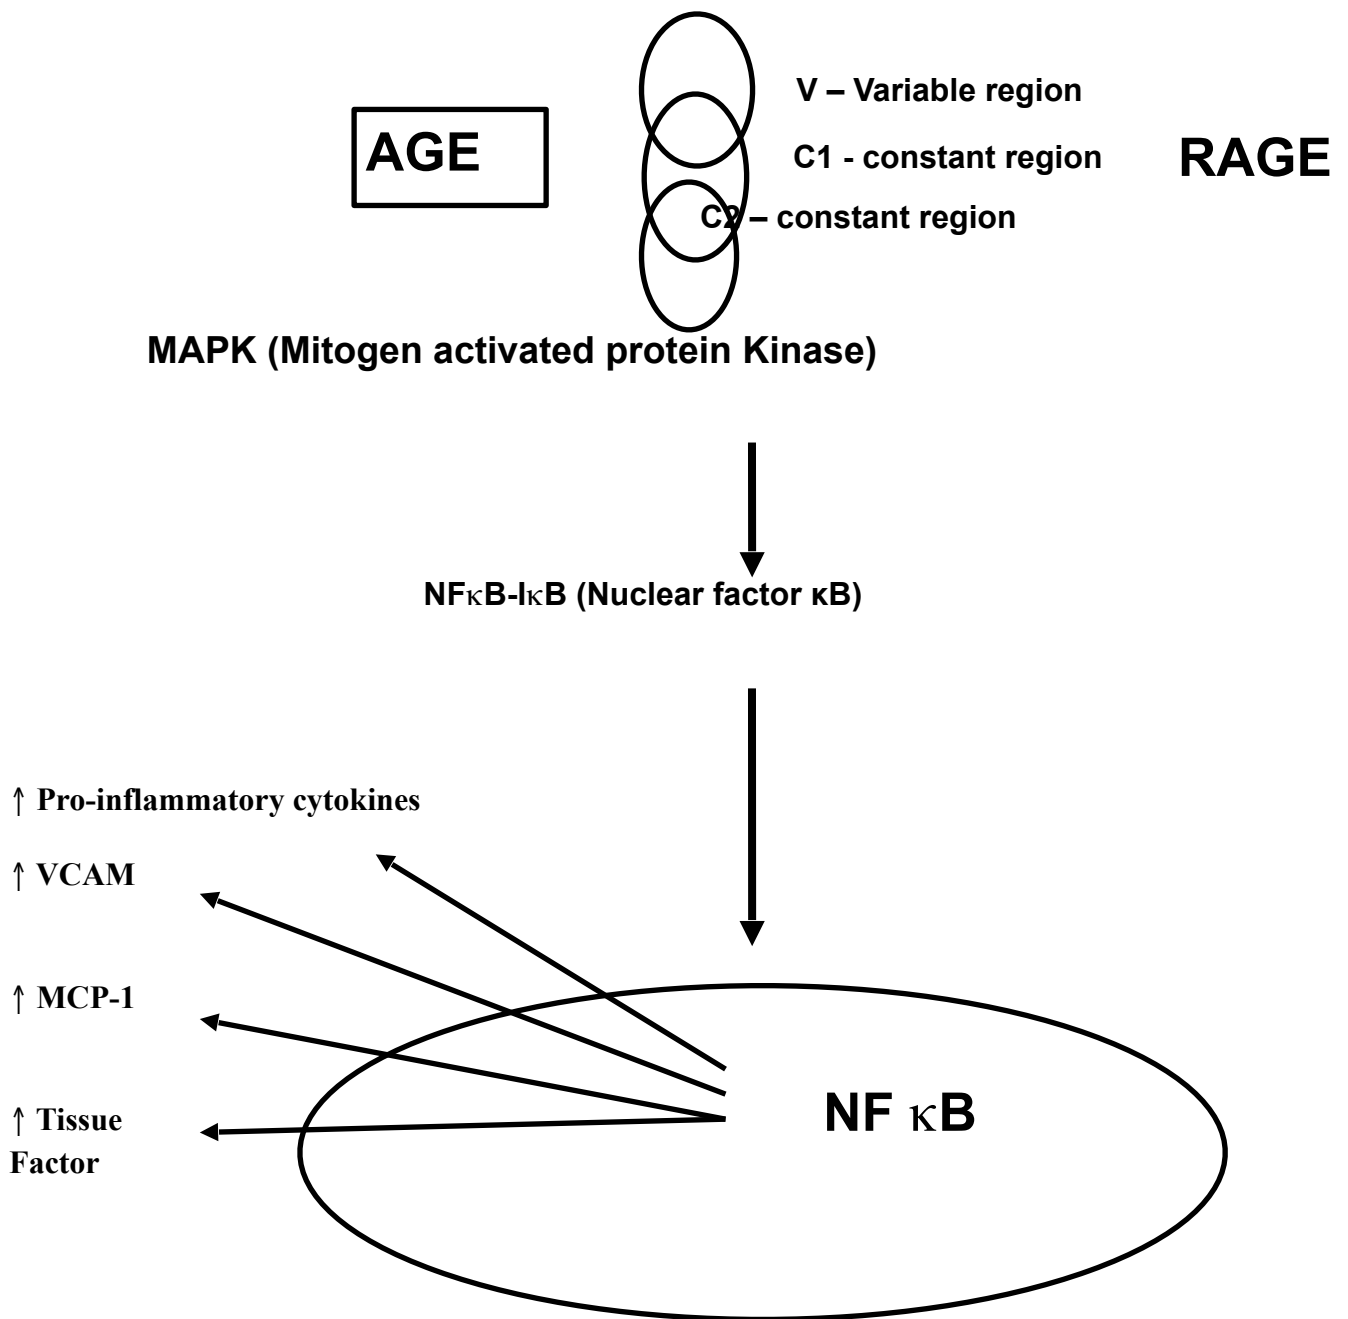 V – Variable region
AGE
C1 - constant region
RAGE
C2 – constant region
MAPK (Mitogen activated protein Kinase)
NFκB-IκB (Nuclear factor κB)
↑ Pro-inflammatory cytokines
↑ VCAM
↑ MCP-1
↑ Tissue
Factor
NF κB